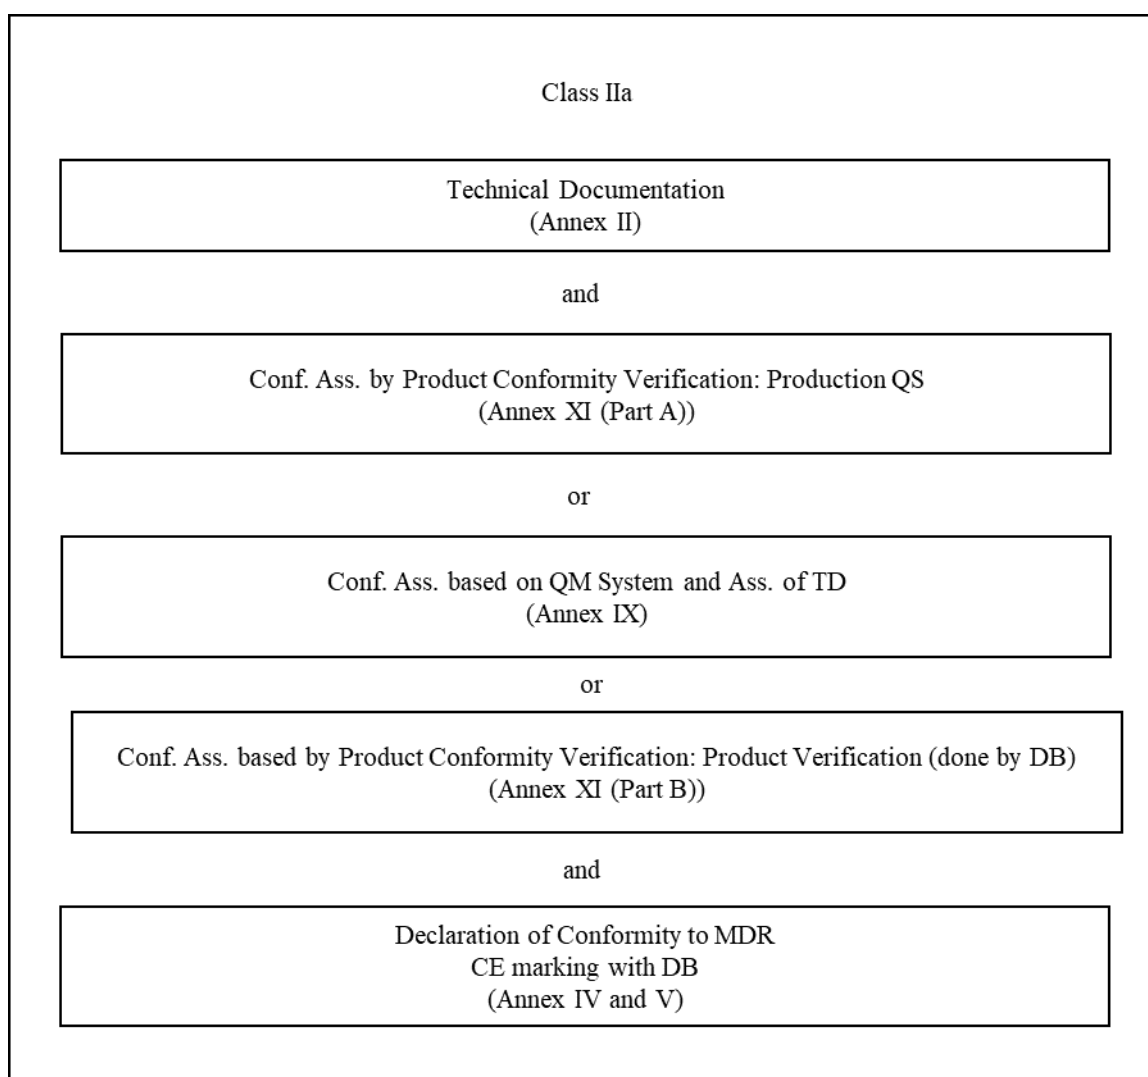 Class IIa
Technical Documentation
(Annex II)
and
Conf. Ass. by Product Conformity Verification: Production QS
(Annex XI (Part A))
or
Conf. Ass. based on QM System and Ass. of TD
(Annex IX)
or
Conf. Ass. based by Product Conformity Verification: Product Verification (done by DB)
(Annex XI (Part B))
and
Declaration of Conformity to MDR
CE marking with DB
(Annex IV and V)